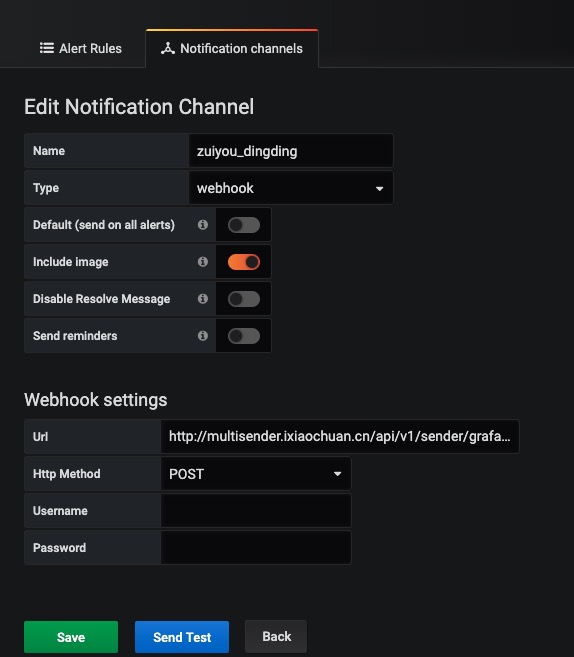 Alert Rules
Notification channels
Edit Notification Channel
Name
zuiyou_dingding
Type
webhook
Default (send on all alerts)
Include image
Disable Resolve Message
Send reminders
Webhook settings
Url
http://multisender.ixiaochuan.cn/api/v1/sender/grafa...
Http Method
POST
Username
Password
Save
Send Test
Back